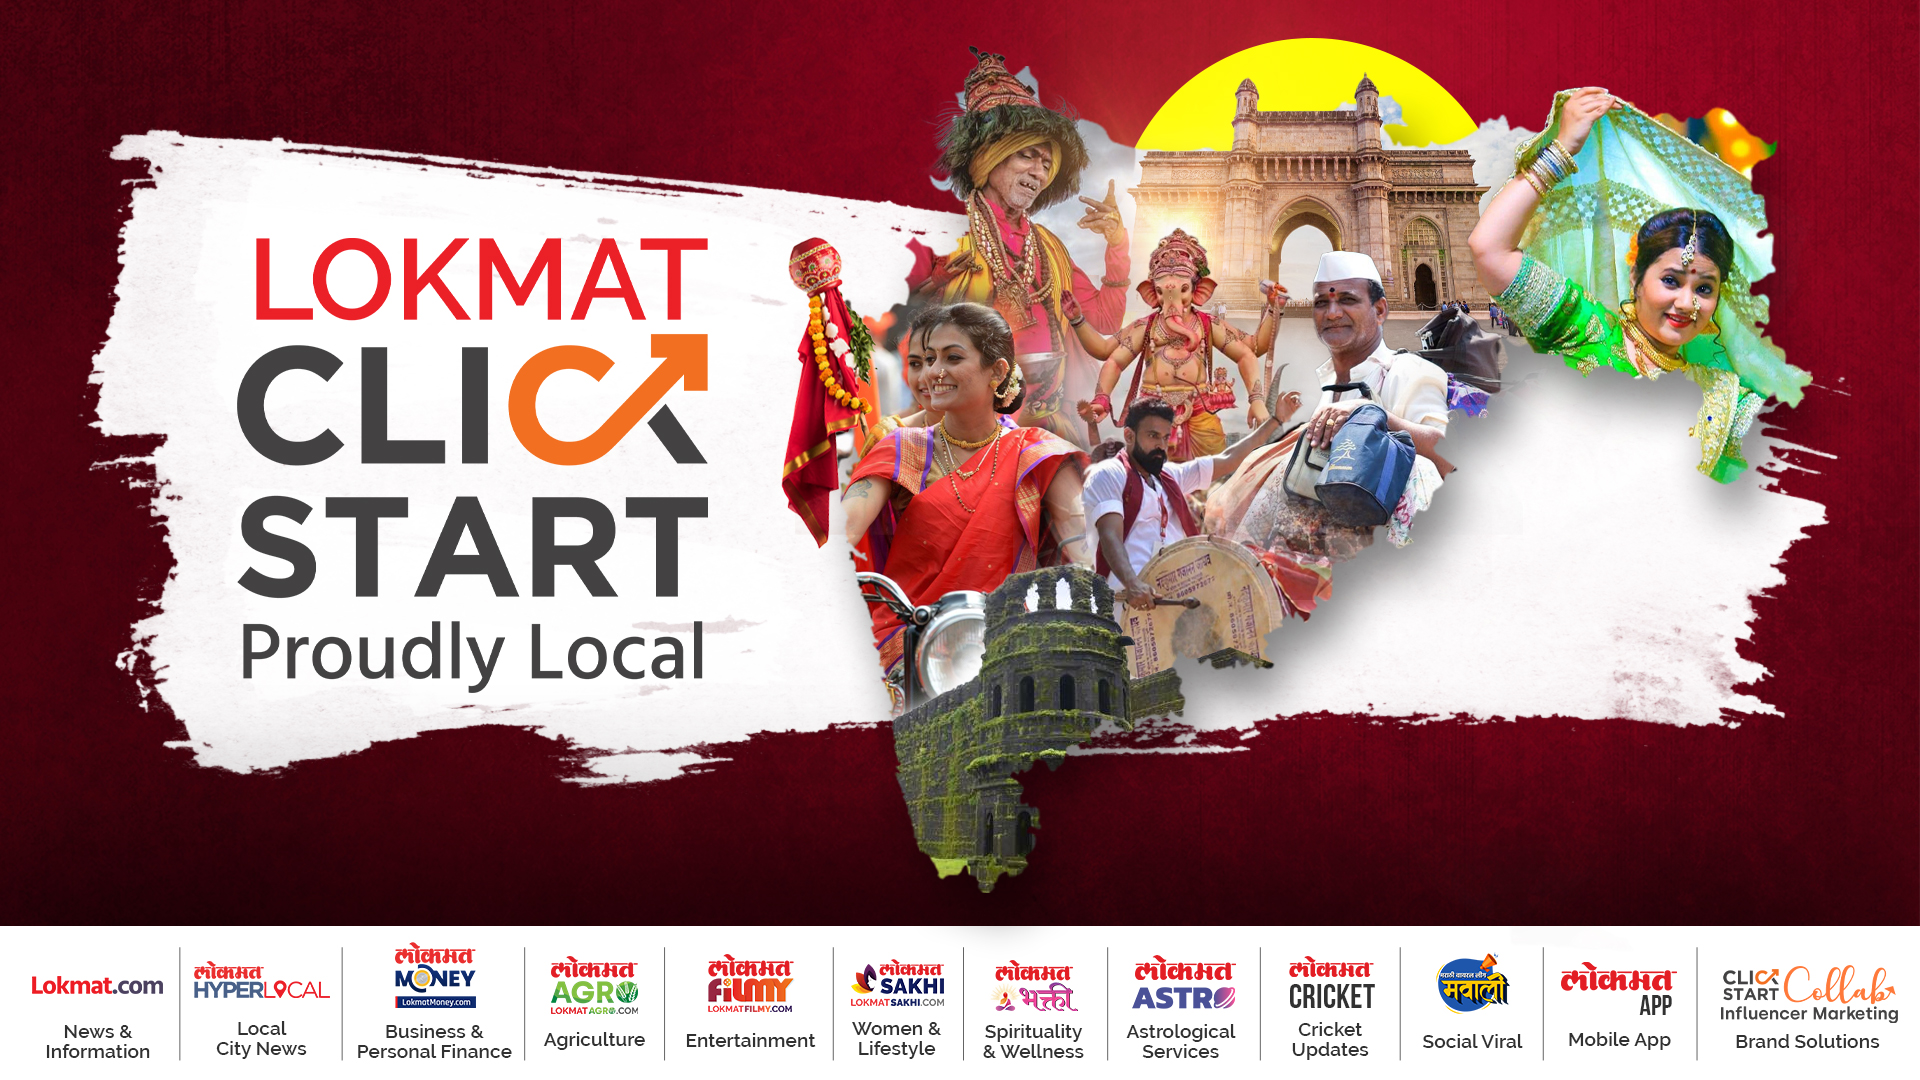 LOKMAT
CLICK
START
Proudly Local
Lokmat.com
News &
Information
लोकमत
HYPERLOCAL
Local
City News
लोकमत
MONEY
LokmatMoney.com
Business &
Personal Finance
लोकमत
AGRO
LOKMATAGRO.COM
Agriculture
लोकमत
FILMY
LOKMATFILMY.COM
Entertainment
लोकमत
SAKHI
LOKMATSAKHI.COM
Women &
Lifestyle
लोकमत
भक्ती
Spirituality
& Wellness
लोकमत
ASTRO
Astrological
Services
लोकमत
CRICKET
Cricket
Updates
मराठी वायरल लीग
मवाली
Social Viral
लोकमत
APP
Mobile App
CLICK
START Collab
Influencer Marketing
Brand Solutions